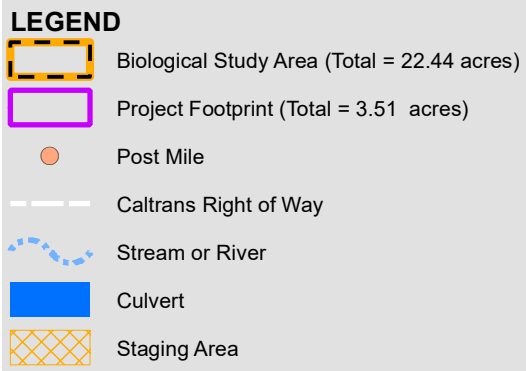 LEGEND
Biological Study Area (Total = 22.44 acres)
Project Footprint (Total = 3.51  acres)
Post Mile
Caltrans Right of Way
Stream or River
Culvert
Staging Area